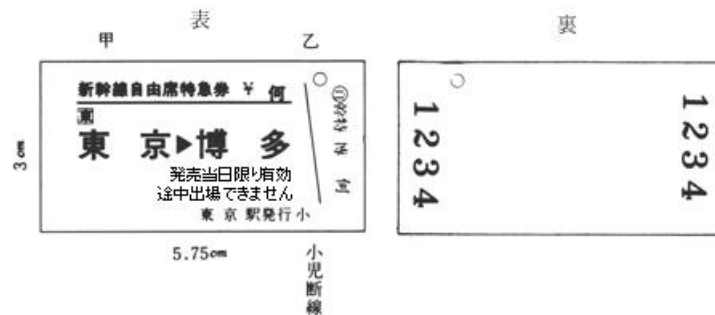 表
甲
乙
新幹線自由席特急券 ¥ 何
東
東 京▶博 多
発売当日限り有効
途中出場できません
東 京 駅発行 小
3cm
5.75cm
小児断線
裏
1234
1234